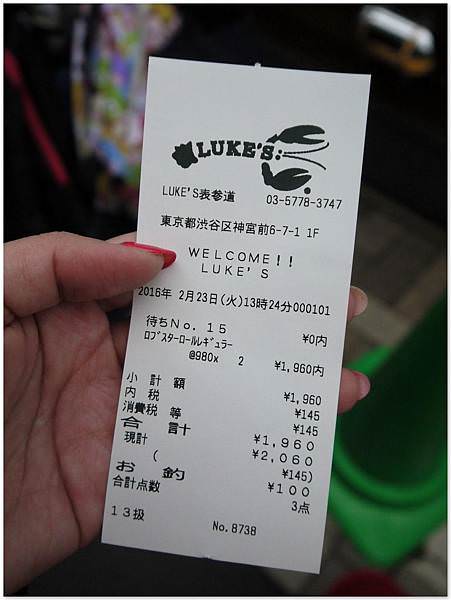 LUKE'S
LUKE'S表参道 03-5778-3747
東京都渋谷区神宮前6-7-1 1F
WELCOME!!
LUKE'S
2016年 2月23日(火)13時24分000101
待ちNo. 15 ¥0内
ﾛﾌﾞｽﾀｰﾛｰﾙﾚｷﾞｭﾗｰ
@980x 2 ¥1,960内
小計額 ¥1,960
内税 ¥145
消費税等 ¥145
合計 ¥1,960
現計 ¥2,060
( ¥145)
お釣 ¥100
合計点数 3点
13扱 No.8738